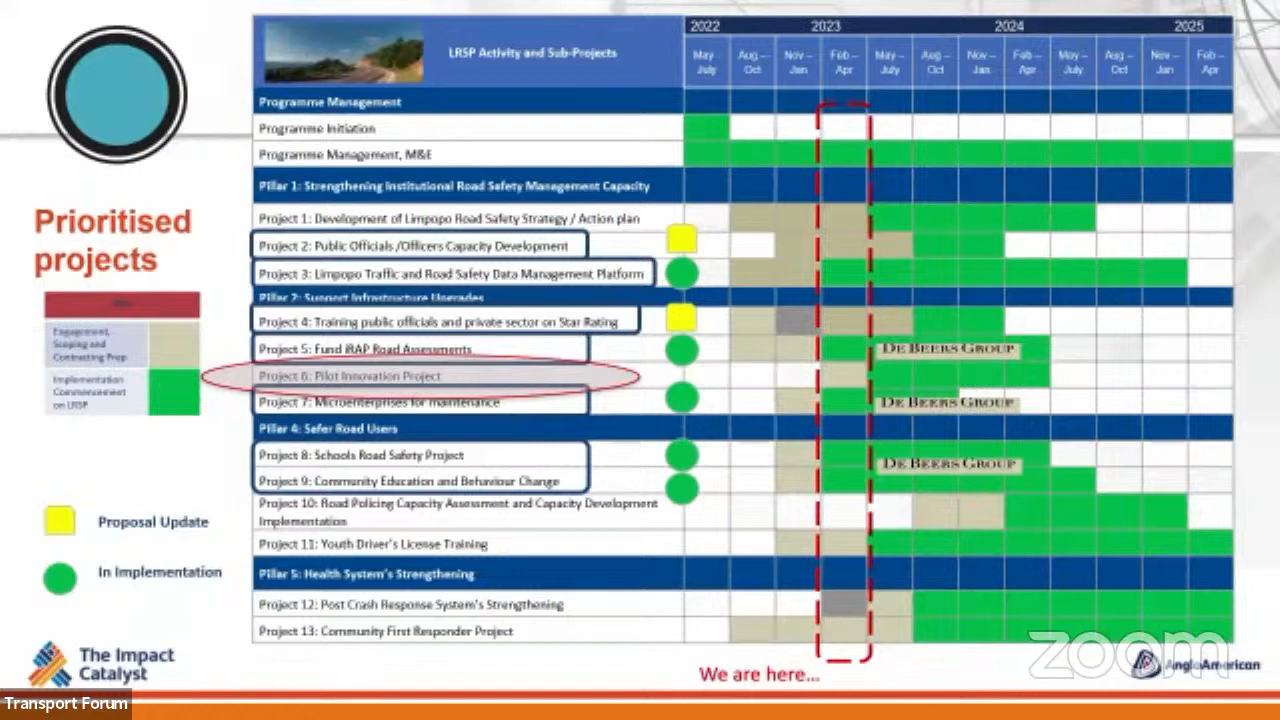 2022 2023 2024 2025
LRSP Activity and Sub-Projects
May – July Aug – Oct Nov – Jan Feb – Apr May – July Aug – Oct Nov – Jan Feb – Apr May – July Aug – Oct Nov – Jan Feb – Apr
Programme Management
Programme Initiation
Programme Management, M&E
Pillar 1: Strengthening Institutional Road Safety Management Capacity
Project 1: Development of Limpopo Road Safety Strategy / Action plan
Project 2: Public Officials /Officers Capacity Development
Project 3: Limpopo Traffic and Road Safety Data Management Platform
Pillar 2: Support Infrastructure Upgrades
Project 4: Training public officials and private sector on Star Rating
Project 5: Fund iRAP Road Assessments
DE BEERS GROUP
Project 6: Pilot Innovation Project
Project 7: Microenterprises for maintenance
DE BEERS GROUP
Pillar 4: Safer Road Users
Project 8: Schools Road Safety Project
DE BEERS GROUP
Project 9: Community Education and Behaviour Change
Project 10: Road Policing Capacity Assessment and Capacity Development
Implementation
Project 11: Youth Driver's License Training
Pillar 5: Health System's Strengthening
Project 12: Post Crash Response System's Strengthening
Project 13: Community First Responder Project
Prioritised
projects
Engagement,
Scoping and
Contracting Prep
Implementation
Commencement
on LRSP
Proposal Update
In Implementation
We are here...
The Impact
Catalyst
zoom
AngloAmerican
Transport Forum